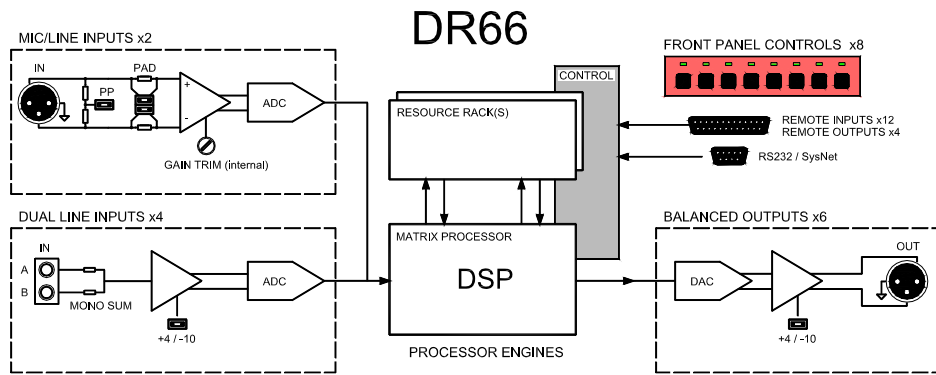 DR66
MIC/LINE INPUTS x2
IN
PAD
PP
+
-
ADC
GAIN TRIM (internal)
DUAL LINE INPUTS x4
IN
A
B
MONO SUM
+4 / -10
ADC
CONTROL
RESOURCE RACK(S)
MATRIX PROCESSOR
DSP
PROCESSOR ENGINES
FRONT PANEL CONTROLS x8
REMOTE INPUTS x12
REMOTE OUTPUTS x4
RS232 / SysNet
BALANCED OUTPUTS x6
OUT
DAC
+4 / -10